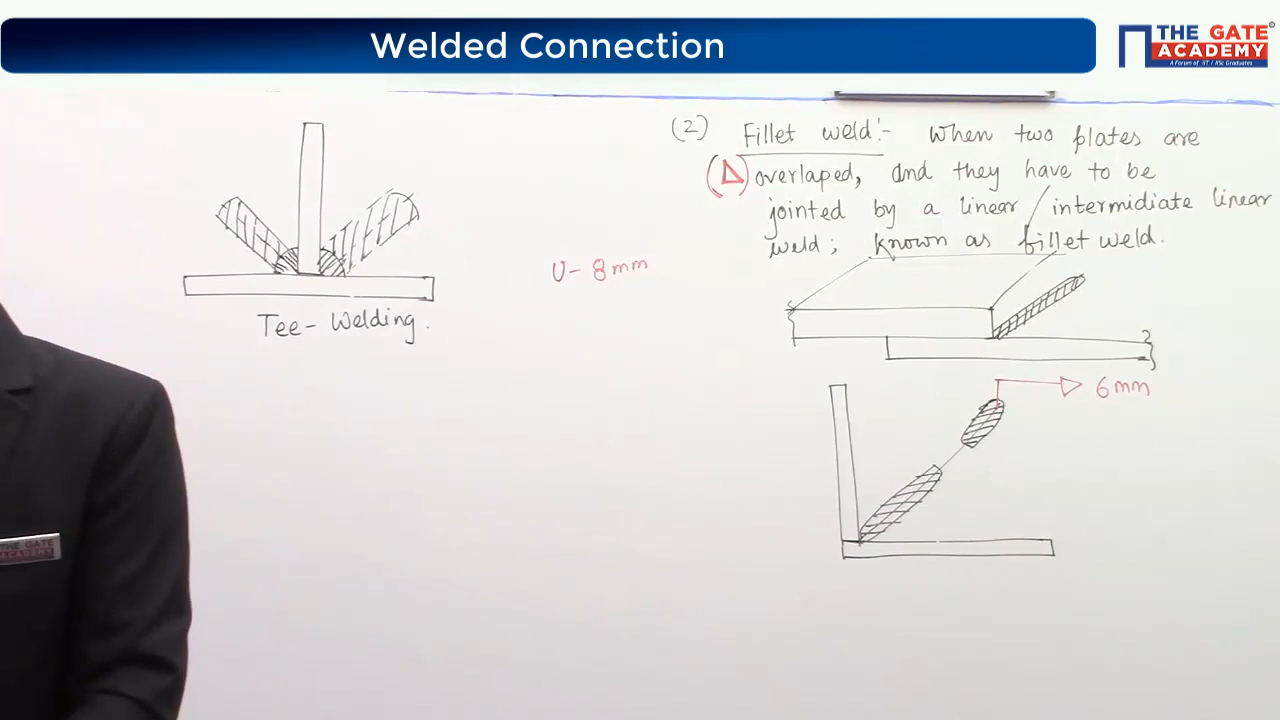 Welded Connection
THE GATE
ACADEMY
A Forum of IIT / IISc Graduates
(2) Fillet weld:- When two plates are
(Δ) overlaped, and they have to be
jointed by a linear / intermidiate linear
weld; known as fillet weld.
U- 8mm
Tee- Welding.
6mm
THE GATE
ACADEMY